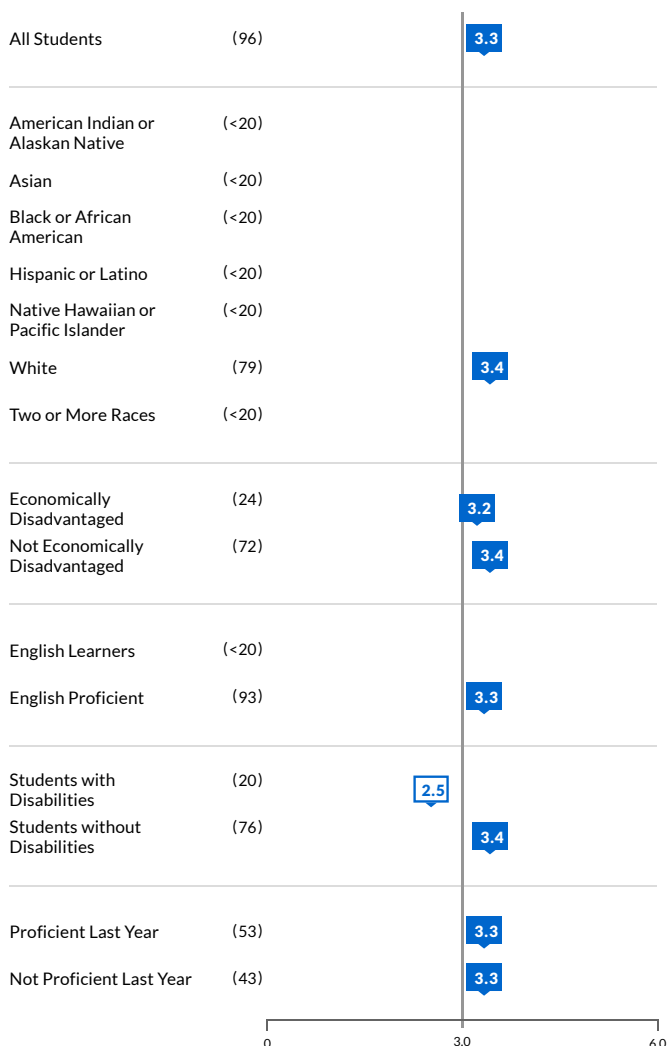 All Students (96) 3.3
American Indian or (<20)
Alaskan Native
Asian (<20)
Black or African (<20)
American
Hispanic or Latino (<20)
Native Hawaiian or (<20)
Pacific Islander
White (79) 3.4
Two or More Races (<20)
Economically (24) 3.2
Disadvantaged
Not Economically (72) 3.4
Disadvantaged
English Learners (<20)
English Proficient (93) 3.3
Students with (20) 2.5
Disabilities
Students without (76) 3.4
Disabilities
Proficient Last Year (53) 3.3
Not Proficient Last Year (43) 3.3
0 3.0 6.0